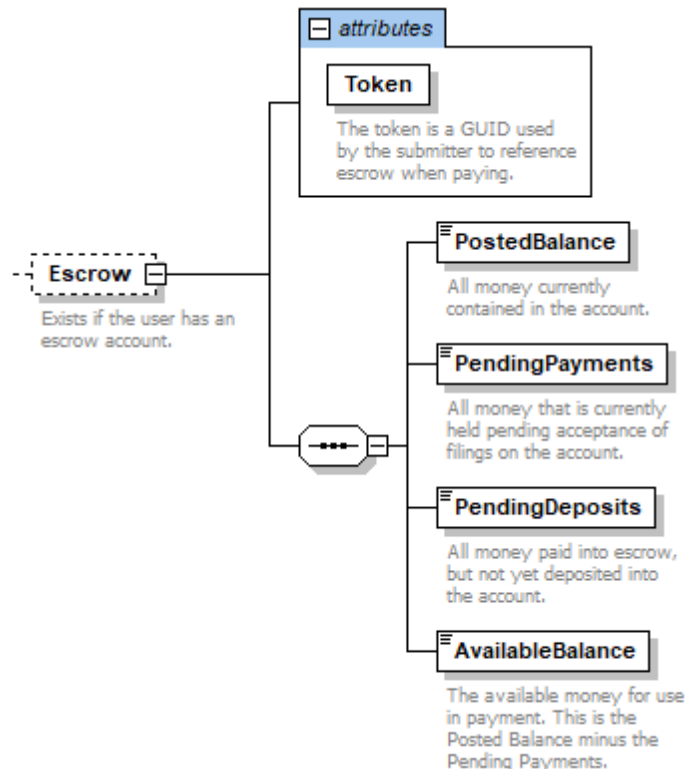 attributes
Token
The token is a GUID used
by the submitter to reference
escrow when paying.
Escrow
Exists if the user has an
escrow account.
PostedBalance
All money currently
contained in the account.
PendingPayments
All money that is currently
held pending acceptance of
filings on the account.
PendingDeposits
All money paid into escrow,
but not yet deposited into
the account.
AvailableBalance
The available money for use
in payment. This is the
Posted Balance minus the
Pending Payments.